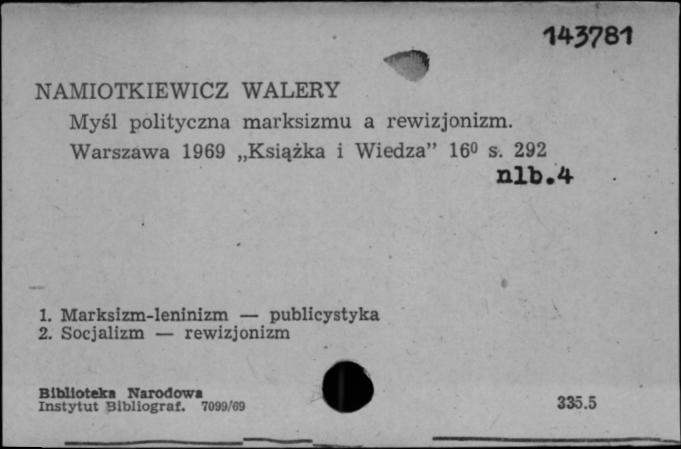 143781
NAMIOTKIEWICZ WALERY
Myśl polityczna marksizmu a rewizjonizm.
Warszawa 1969 „Książka i Wiedza” 16⁰ s. 292
nlb.4
1. Marksizm-leninizm — publicystyka
2. Socjalizm — rewizjonizm
Biblioteka Narodowa
Instytut Bibliograf. 7099/69
335.5